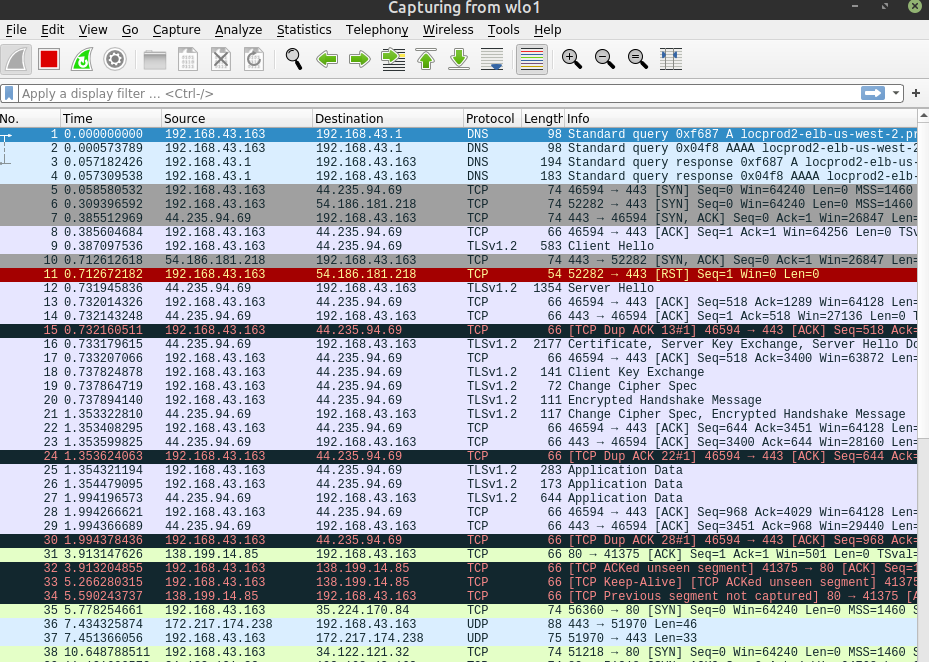 Capturing from wlo1
File Edit View Go Capture Analyze Statistics Telephony Wireless Tools Help
Apply a display filter ... <Ctrl-/>
No. Time Source Destination Protocol Length Info
1 0.000000000 192.168.43.163 192.168.43.1 DNS 98 Standard query 0xf687 A locprod2-elb-us-west-2.pr
2 0.000573789 192.168.43.163 192.168.43.1 DNS 98 Standard query 0x04f8 AAAA locprod2-elb-us-west-2
3 0.057182426 192.168.43.1 192.168.43.163 DNS 194 Standard query response 0xf687 A locprod2-elb-us-
4 0.057309538 192.168.43.1 192.168.43.163 DNS 183 Standard query response 0x04f8 AAAA locprod2-elb-
5 0.058580532 192.168.43.163 44.235.94.69 TCP 74 46594 → 443 [SYN] Seq=0 Win=64240 Len=0 MSS=1460
6 0.309396592 192.168.43.163 54.186.181.218 TCP 74 52282 → 443 [SYN] Seq=0 Win=64240 Len=0 MSS=1460
7 0.385512969 44.235.94.69 192.168.43.163 TCP 74 443 → 46594 [SYN, ACK] Seq=0 Ack=1 Win=26847 Len=
8 0.385604684 192.168.43.163 44.235.94.69 TCP 66 46594 → 443 [ACK] Seq=1 Ack=1 Win=64256 Len=0 TSv
9 0.387097536 192.168.43.163 44.235.94.69 TLSv1.2 583 Client Hello
10 0.712612618 54.186.181.218 192.168.43.163 TCP 74 443 → 52282 [SYN, ACK] Seq=0 Ack=1 Win=26847 Len=
11 0.712672182 192.168.43.163 54.186.181.218 TCP 54 52282 → 443 [RST] Seq=1 Win=0 Len=0
12 0.731945836 44.235.94.69 192.168.43.163 TLSv1.2 1354 Server Hello
13 0.732014326 192.168.43.163 44.235.94.69 TCP 66 46594 → 443 [ACK] Seq=518 Ack=1289 Win=64128 Len=
14 0.732143248 44.235.94.69 192.168.43.163 TCP 66 443 → 46594 [ACK] Seq=1 Ack=518 Win=27136 Len=0 T
15 0.732160511 192.168.43.163 44.235.94.69 TCP 66 [TCP Dup ACK 13#1] 46594 → 443 [ACK] Seq=518 Ack=
16 0.733179615 44.235.94.69 192.168.43.163 TLSv1.2 2177 Certificate, Server Key Exchange, Server Hello Do
17 0.733207066 192.168.43.163 44.235.94.69 TCP 66 46594 → 443 [ACK] Seq=518 Ack=3400 Win=63872 Len=
18 0.737824878 192.168.43.163 44.235.94.69 TLSv1.2 141 Client Key Exchange
19 0.737864719 192.168.43.163 44.235.94.69 TLSv1.2 72 Change Cipher Spec
20 0.737894140 192.168.43.163 44.235.94.69 TLSv1.2 111 Encrypted Handshake Message
21 1.353322810 44.235.94.69 192.168.43.163 TLSv1.2 117 Change Cipher Spec, Encrypted Handshake Message
22 1.353408295 192.168.43.163 44.235.94.69 TCP 66 46594 → 443 [ACK] Seq=644 Ack=3451 Win=64128 Len=
23 1.353599825 44.235.94.69 192.168.43.163 TCP 66 443 → 46594 [ACK] Seq=3400 Ack=644 Win=28160 Len=
24 1.353624063 192.168.43.163 44.235.94.69 TCP 66 [TCP Dup ACK 22#1] 46594 → 443 [ACK] Seq=644 Ack=
25 1.354321194 192.168.43.163 44.235.94.69 TLSv1.2 283 Application Data
26 1.354479095 192.168.43.163 44.235.94.69 TLSv1.2 173 Application Data
27 1.994196573 44.235.94.69 192.168.43.163 TLSv1.2 644 Application Data
28 1.994266621 192.168.43.163 44.235.94.69 TCP 66 46594 → 443 [ACK] Seq=968 Ack=4029 Win=64128 Len=
29 1.994366689 44.235.94.69 192.168.43.163 TCP 66 443 → 46594 [ACK] Seq=3451 Ack=968 Win=29440 Len=
30 1.994378436 192.168.43.163 44.235.94.69 TCP 66 [TCP Dup ACK 28#1] 46594 → 443 [ACK] Seq=968 Ack=
31 3.913147626 138.199.14.85 192.168.43.163 TCP 66 80 → 41375 [ACK] Seq=1 Ack=1 Win=501 Len=0 TSval=
32 3.913204855 192.168.43.163 138.199.14.85 TCP 66 [TCP ACKed unseen segment] 41375 → 80 [ACK] Seq=1
33 5.266280315 192.168.43.163 138.199.14.85 TCP 66 [TCP Keep-Alive] [TCP ACKed unseen segment] 41375
34 5.590243737 138.199.14.85 192.168.43.163 TCP 66 [TCP Previous segment not captured] 80 → 41375 [A
35 5.778254661 192.168.43.163 35.224.170.84 TCP 74 56360 → 80 [SYN] Seq=0 Win=64240 Len=0 MSS=1460 S
36 7.434325874 172.217.174.238 192.168.43.163 UDP 88 443 → 51970 Len=46
37 7.451366056 192.168.43.163 172.217.174.238 UDP 75 51970 → 443 Len=33
38 10.648788511 192.168.43.163 34.122.121.32 TCP 74 51218 → 80 [SYN] Seq=0 Win=64240 Len=0 MSS=1460 S